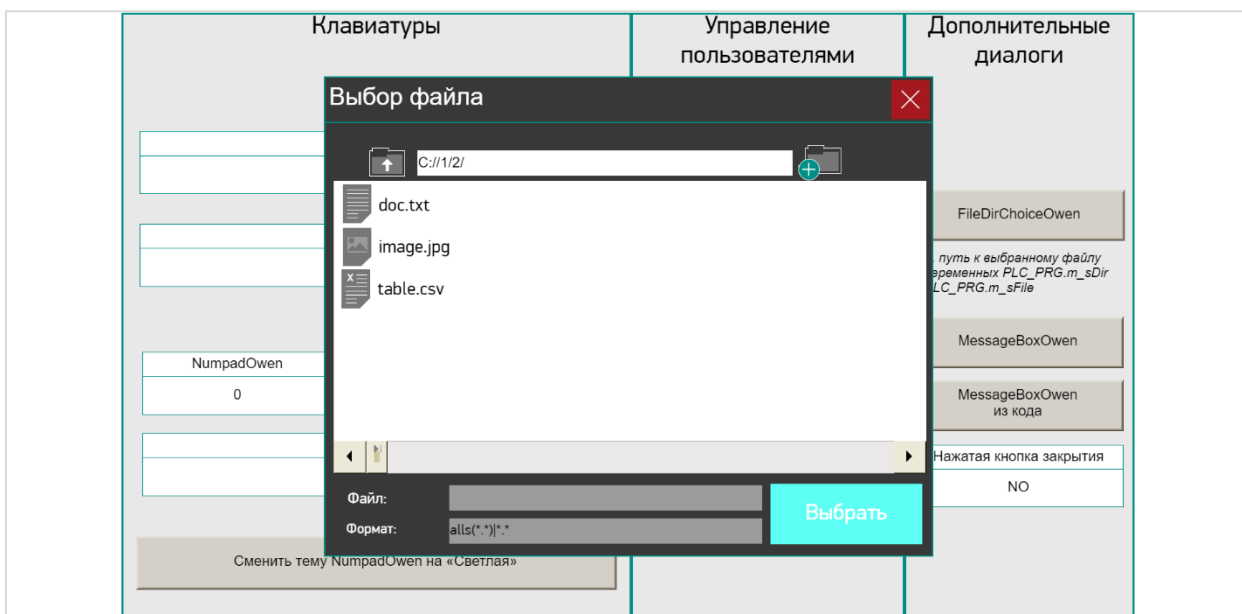 Клавиатуры
Управление
пользователями
Дополнительные
диалоги
Выбор файла
C://1/2/
doc.txt
image.jpg
table.csv
Файл:
Формат:
alls(*.*)|*.*
Выбрать
NumpadOwen
0
Сменить тему NumpadOwen на «Светлая»
FileDirChoiceOwen
путь к выбранному файлу
PLC_PRG.m_sDir
PRG.m_sFile
MessageBoxOwen
MessageBoxOwen
из кода
Нажатая кнопка закрытия
NO